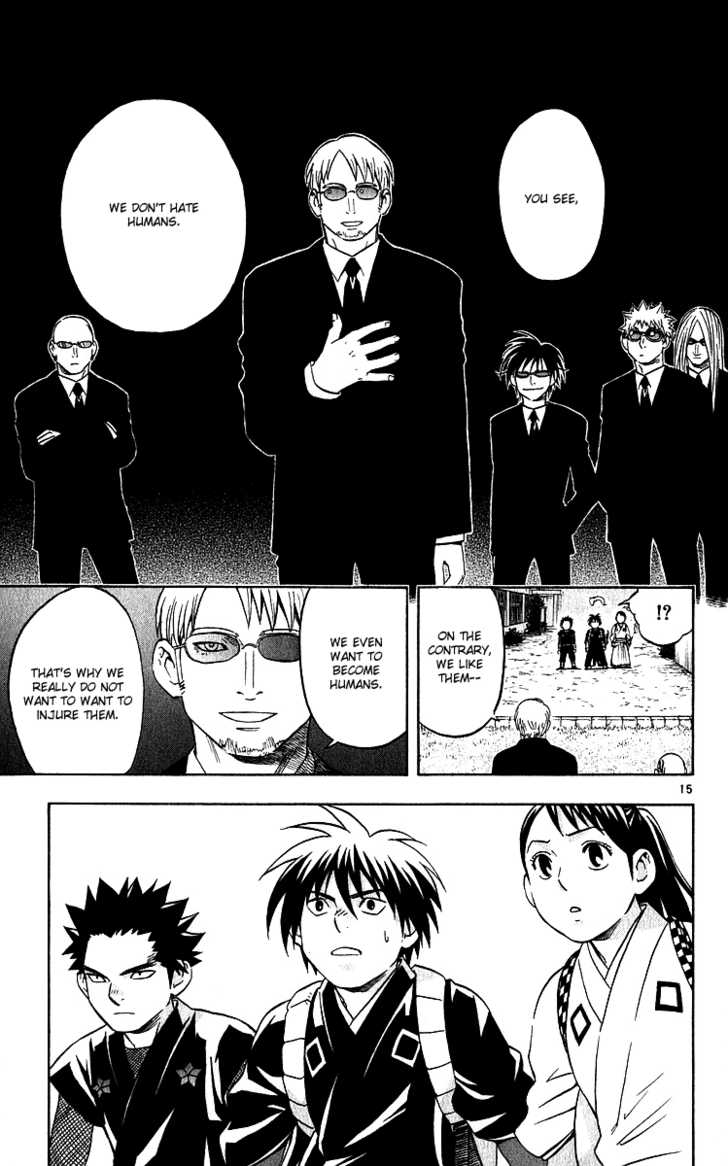 YOU SEE,
WE DON'T HATE
HUMANS.
!?
ON THE
CONTRARY,
WE LIKE
THEM--
WE EVEN
WANT TO
BECOME
HUMANS.
THAT'S WHY WE
REALLY DO NOT
WANT TO WANT TO
INJURE THEM.
15